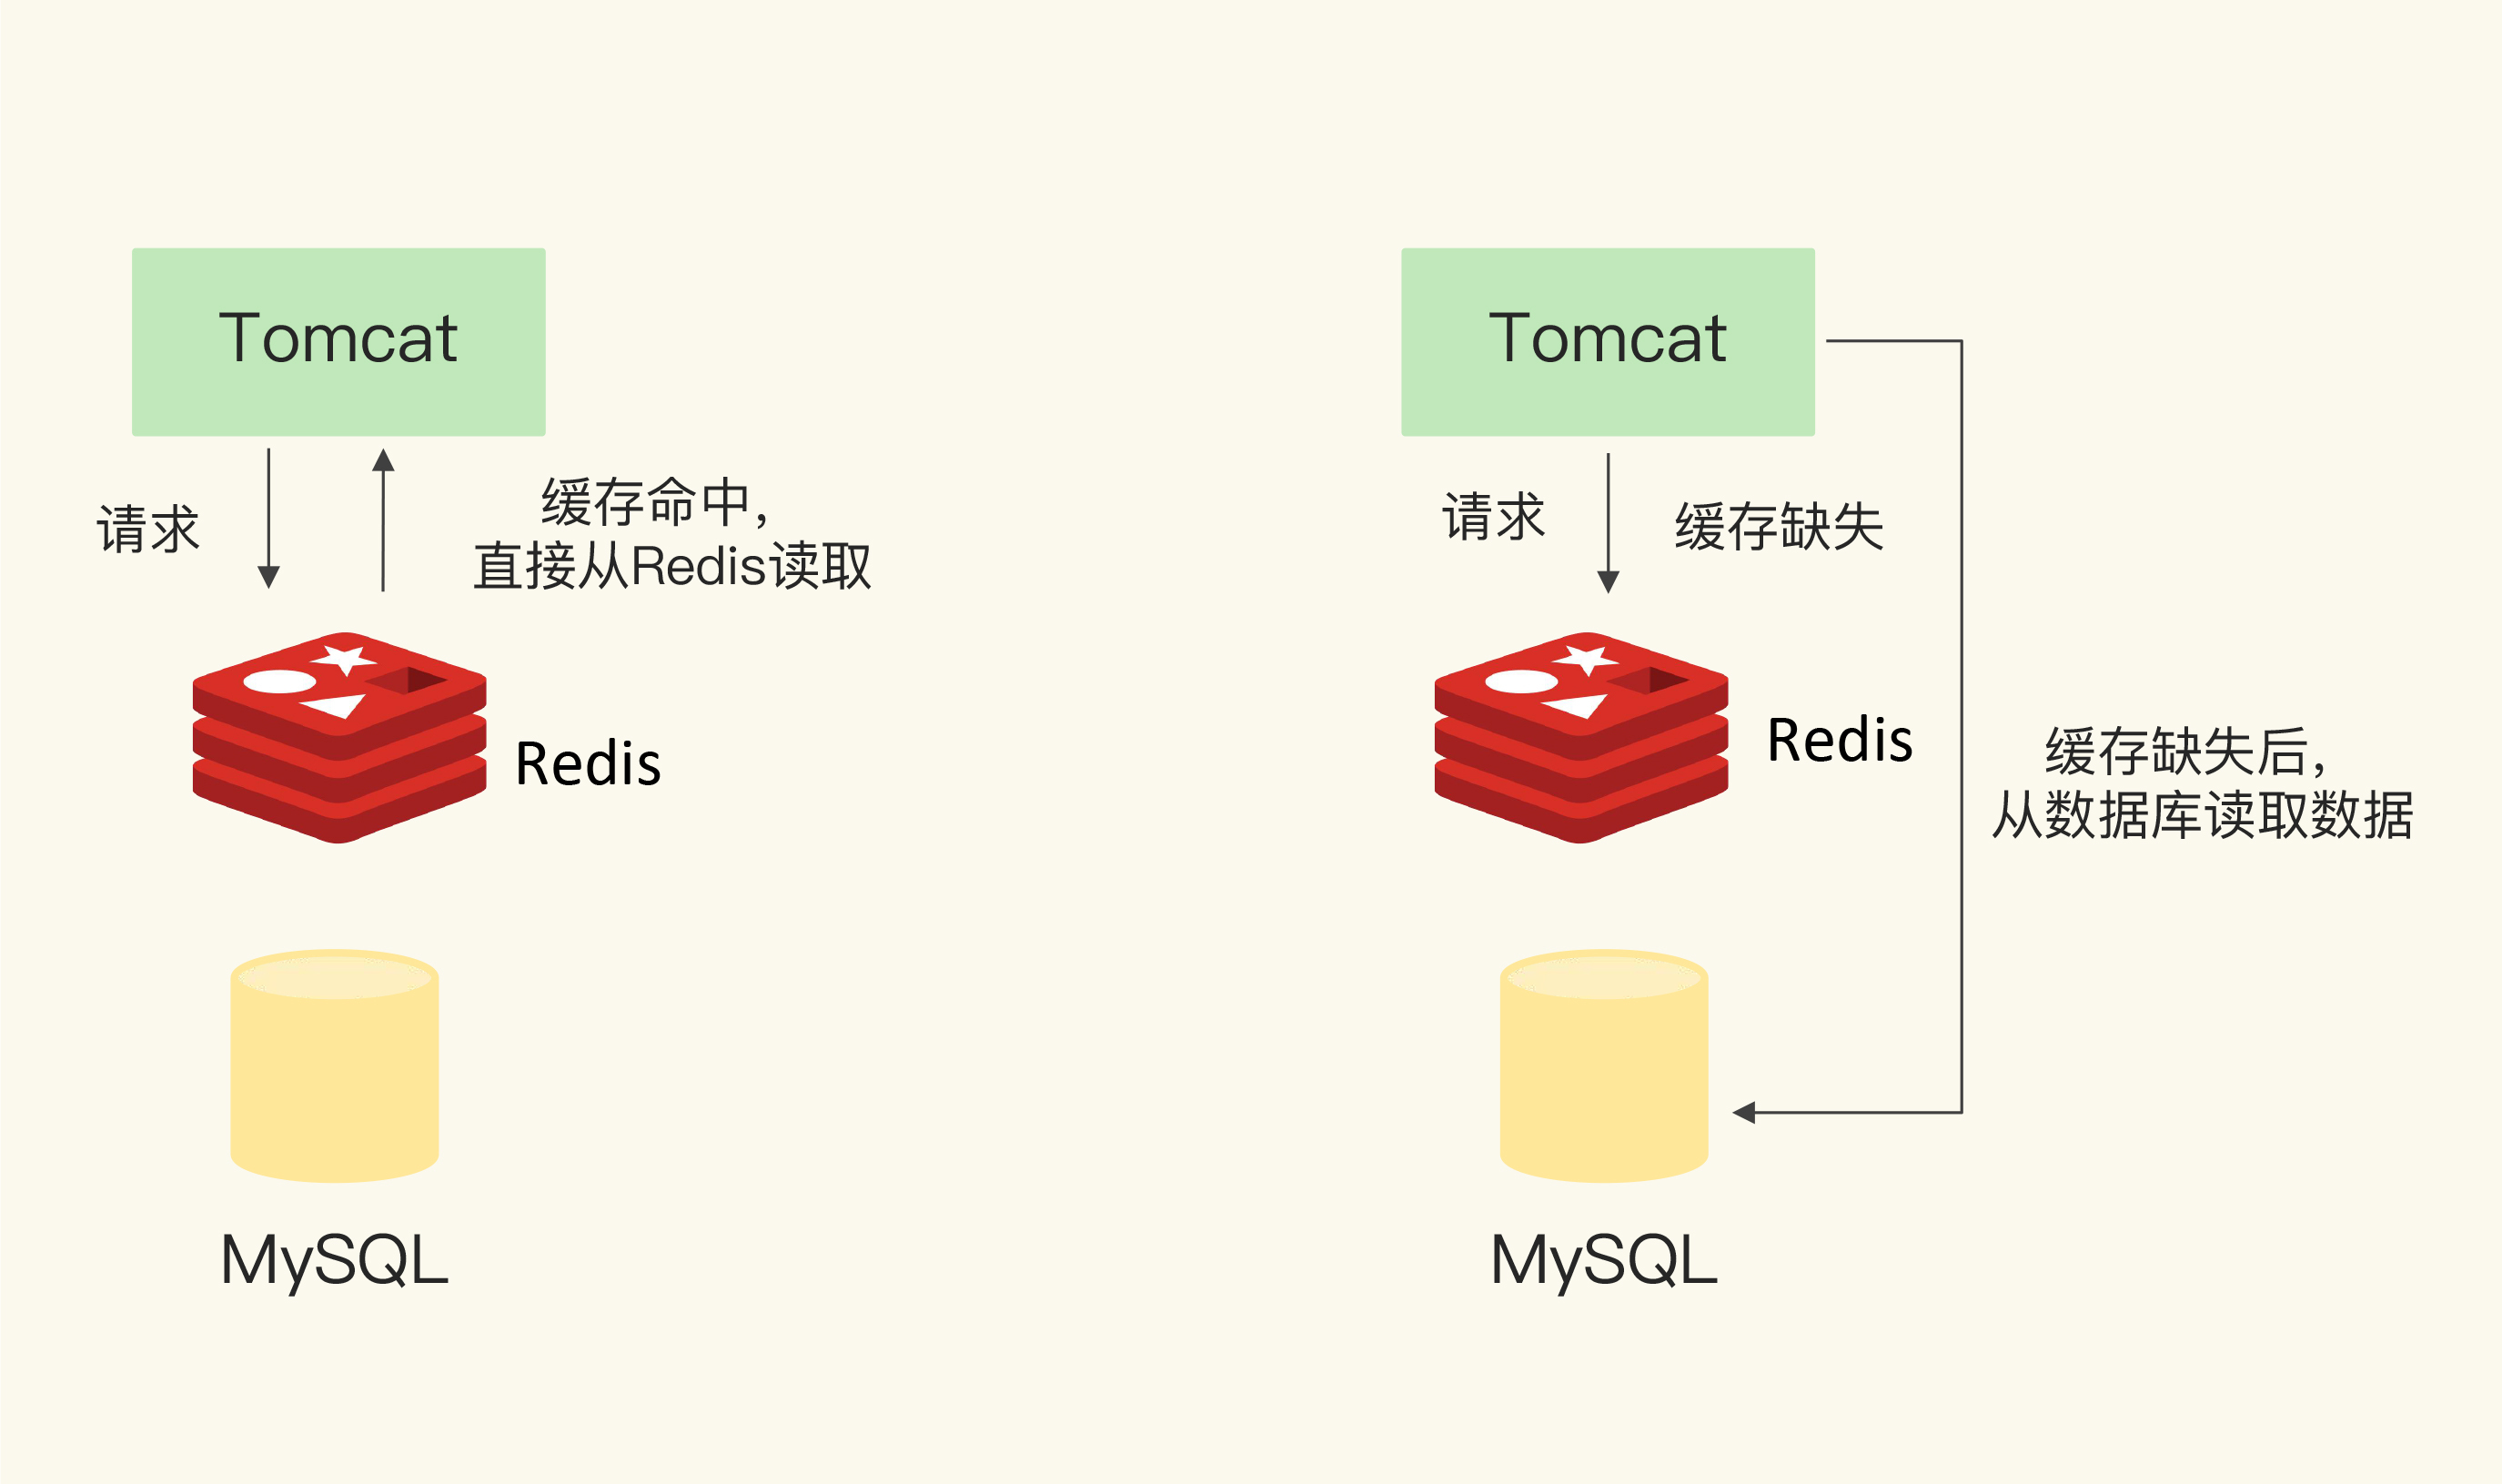 Tomcat
请求
缓存命中，
直接从Redis读取
Redis
MySQL
Tomcat
请求
缓存缺失
Redis
缓存缺失后，
从数据库读取数据
MySQL